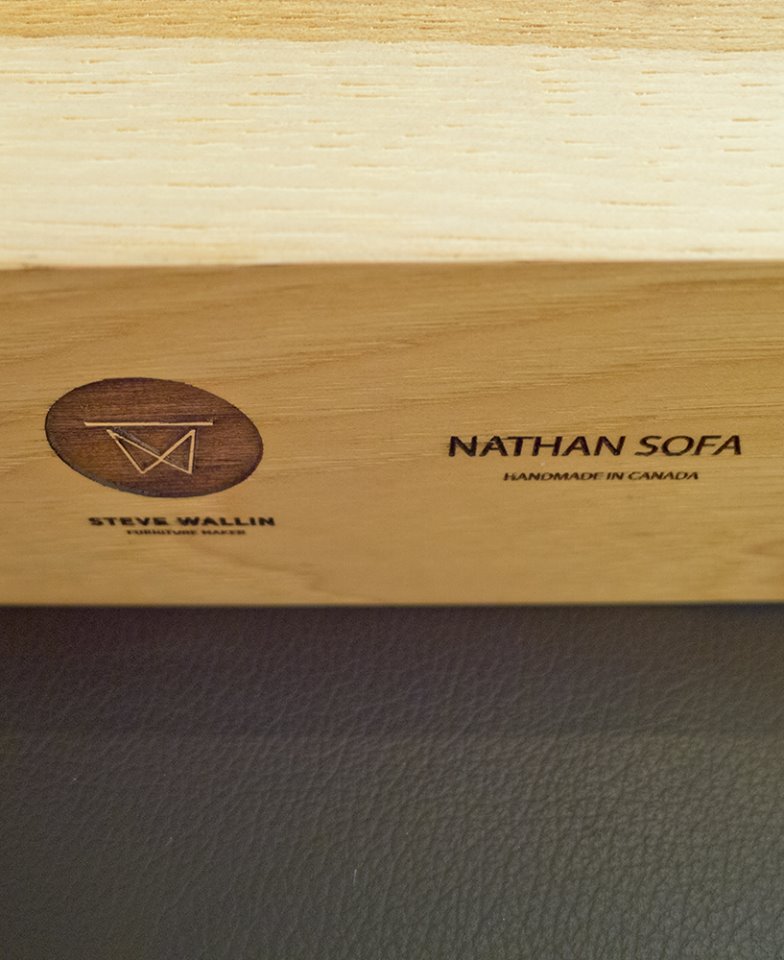 STEVE WALLIN
FURNITURE MAKER
NATHAN SOFA
HANDMADE IN CANADA